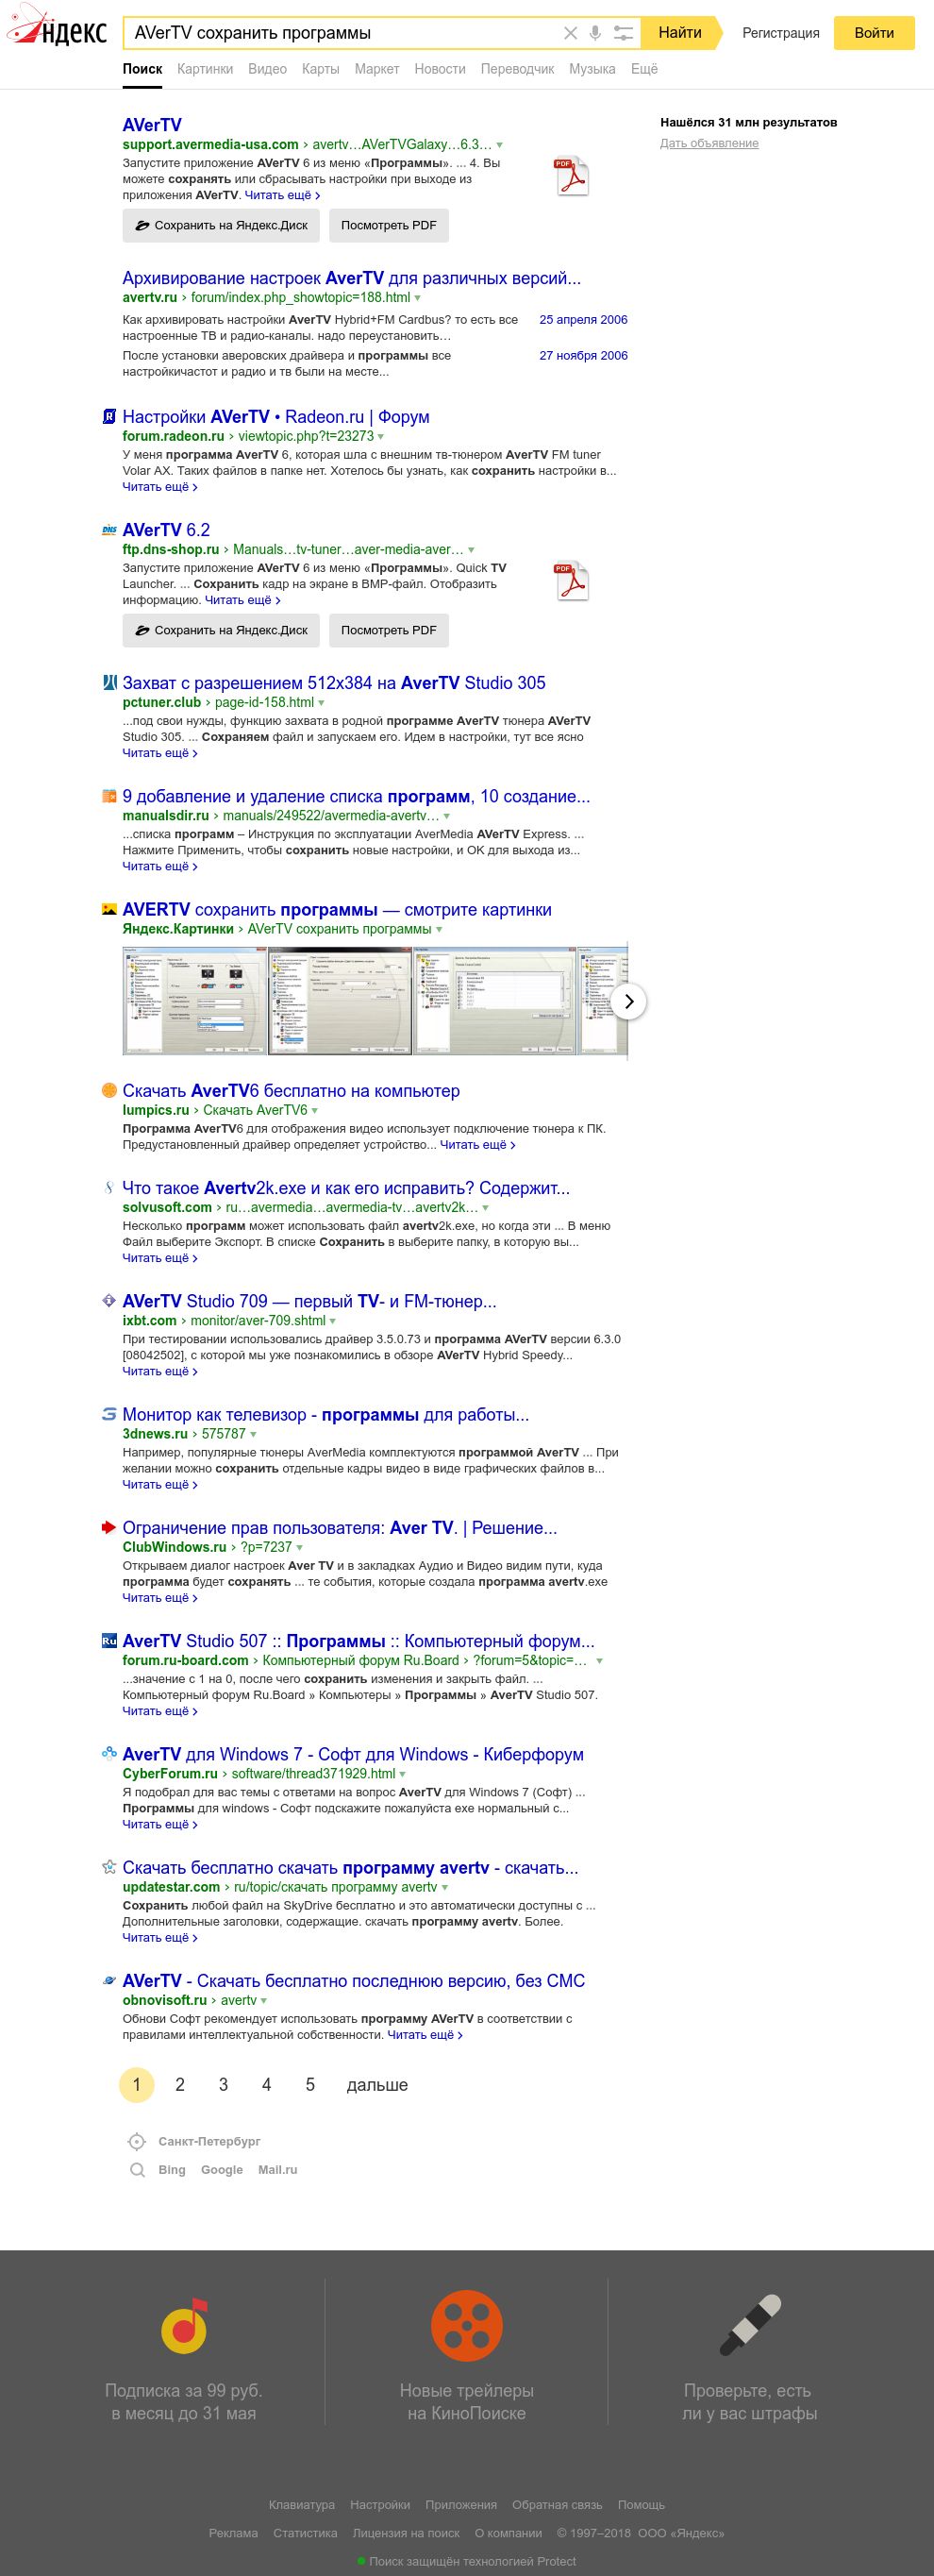 Яндекс
AVerTV сохранить программы
Найти
Регистрация
Войти
Поиск Картинки Видео Карты Маркет Новости Переводчик Музыка Ещё
Нашёлся 31 млн результатов
Дать объявление
AVerTV
support.avermedia-usa.com › avertv…AVerTVGalaxy…6.3…
Запустите приложение AVerTV 6 из меню «Программы». ... 4. Вы
можете сохранять или сбрасывать настройки при выходе из
приложения AVerTV. Читать ещё ›
PDF
Сохранить на Яндекс.Диск Посмотреть PDF
Архивирование настроек AverTV для различных версий...
avertv.ru › forum/index.php_showtopic=188.html
Как архивировать настройки AverTV Hybrid+FM Cardbus? то есть все 25 апреля 2006
настроенные ТВ и радио-каналы. надо переустановить…
После установки аверовских драйвера и программы все 27 ноября 2006
настройкичастот и радио и тв были на месте...
Настройки AVerTV • Radeon.ru | Форум
forum.radeon.ru › viewtopic.php?t=23273
У меня программа AverTV 6, которая шла с внешним тв-тюнером AverTV FM tuner
Volar AX. Таких файлов в папке нет. Хотелось бы узнать, как сохранить настройки в...
Читать ещё ›
AVerTV 6.2
ftp.dns-shop.ru › Manuals…tv-tuner…aver-media-aver…
Запустите приложение AVerTV 6 из меню «Программы». Quick TV
Launcher. ... Сохранить кадр на экране в BMP-файл. Отобразить
информацию. Читать ещё ›
PDF
Сохранить на Яндекс.Диск Посмотреть PDF
Захват с разрешением 512x384 на AverTV Studio 305
pctuner.club › page-id-158.html
...под свои нужды, функцию захвата в родной программе AverTV тюнера AVerTV
Studio 305. ... Сохраняем файл и запускаем его. Идем в настройки, тут все ясно
Читать ещё ›
9 добавление и удаление списка программ, 10 создание...
manualsdir.ru › manuals/249522/avermedia-avertv…
...списка программ – Инструкция по эксплуатации AverMedia AVerTV Express. ...
Нажмите Применить, чтобы сохранить новые настройки, и OK для выхода из...
Читать ещё ›
AVERTV сохранить программы — смотрите картинки
Яндекс.Картинки › AVerTV сохранить программы
Скачать AverTV6 бесплатно на компьютер
lumpics.ru › Скачать AverTV6
Программа AverTV6 для отображения видео использует подключение тюнера к ПК.
Предустановленный драйвер определяет устройство... Читать ещё ›
Что такое Avertv2k.exe и как его исправить? Содержит...
solvusoft.com › ru…avermedia…avermedia-tv…avertv2k…
Несколько программ может использовать файл avertv2k.exe, но когда эти ... В меню
Файл выберите Экспорт. В списке Сохранить в выберите папку, в которую вы...
Читать ещё ›
AVerTV Studio 709 — первый TV- и FM-тюнер...
ixbt.com › monitor/aver-709.shtml
При тестировании использовались драйвер 3.5.0.73 и программа AVerTV версии 6.3.0
[08042502], с которой мы уже познакомились в обзоре AVerTV Hybrid Speedy...
Читать ещё ›
Монитор как телевизор - программы для работы...
3dnews.ru › 575787
Например, популярные тюнеры AverMedia комплектуются программой AverTV ... При
желании можно сохранить отдельные кадры видео в виде графических файлов в...
Читать ещё ›
Ограничение прав пользователя: Aver TV. | Решение...
ClubWindows.ru › ?p=7237
Открываем диалог настроек Aver TV и в закладках Аудио и Видео видим пути, куда
программа будет сохранять ... те события, которые создала программа avertv.exe
Читать ещё ›
AverTV Studio 507 :: Программы :: Компьютерный форум...
forum.ru-board.com › Компьютерный форум Ru.Board › ?forum=5&topic=…
...значение с 1 на 0, после чего сохранить изменения и закрыть файл. ...
Компьютерный форум Ru.Board » Компьютеры » Программы » AverTV Studio 507.
Читать ещё ›
AverTV для Windows 7 - Софт для Windows - Киберфорум
CyberForum.ru › software/thread371929.html
Я подобрал для вас темы с ответами на вопрос AverTV для Windows 7 (Софт) ...
Программы для windows - Софт подскажите пожалуйста exe нормальный с...
Читать ещё ›
Скачать бесплатно скачать программу avertv - скачать...
updatestar.com › ru/topic/скачать программу avertv
Сохранить любой файл на SkyDrive бесплатно и это автоматически доступны с ...
Дополнительные заголовки, содержащие. скачать программу avertv. Более.
Читать ещё ›
AVerTV - Скачать бесплатно последнюю версию, без СМС
obnovisoft.ru › avertv
Обнови Софт рекомендует использовать программу AVerTV в соответствии с
правилами интеллектуальной собственности. Читать ещё ›
1 2 3 4 5 дальше
Санкт-Петербург
Bing Google Mail.ru
Подписка за 99 руб.
в месяц до 31 мая
Новые трейлеры
на КиноПоиске
Проверьте, есть
ли у вас штрафы
Клавиатура Настройки Приложения Обратная связь Помощь
Реклама Статистика Лицензия на поиск О компании © 1997–2018 ООО «Яндекс»
Поиск защищён технологией Protect